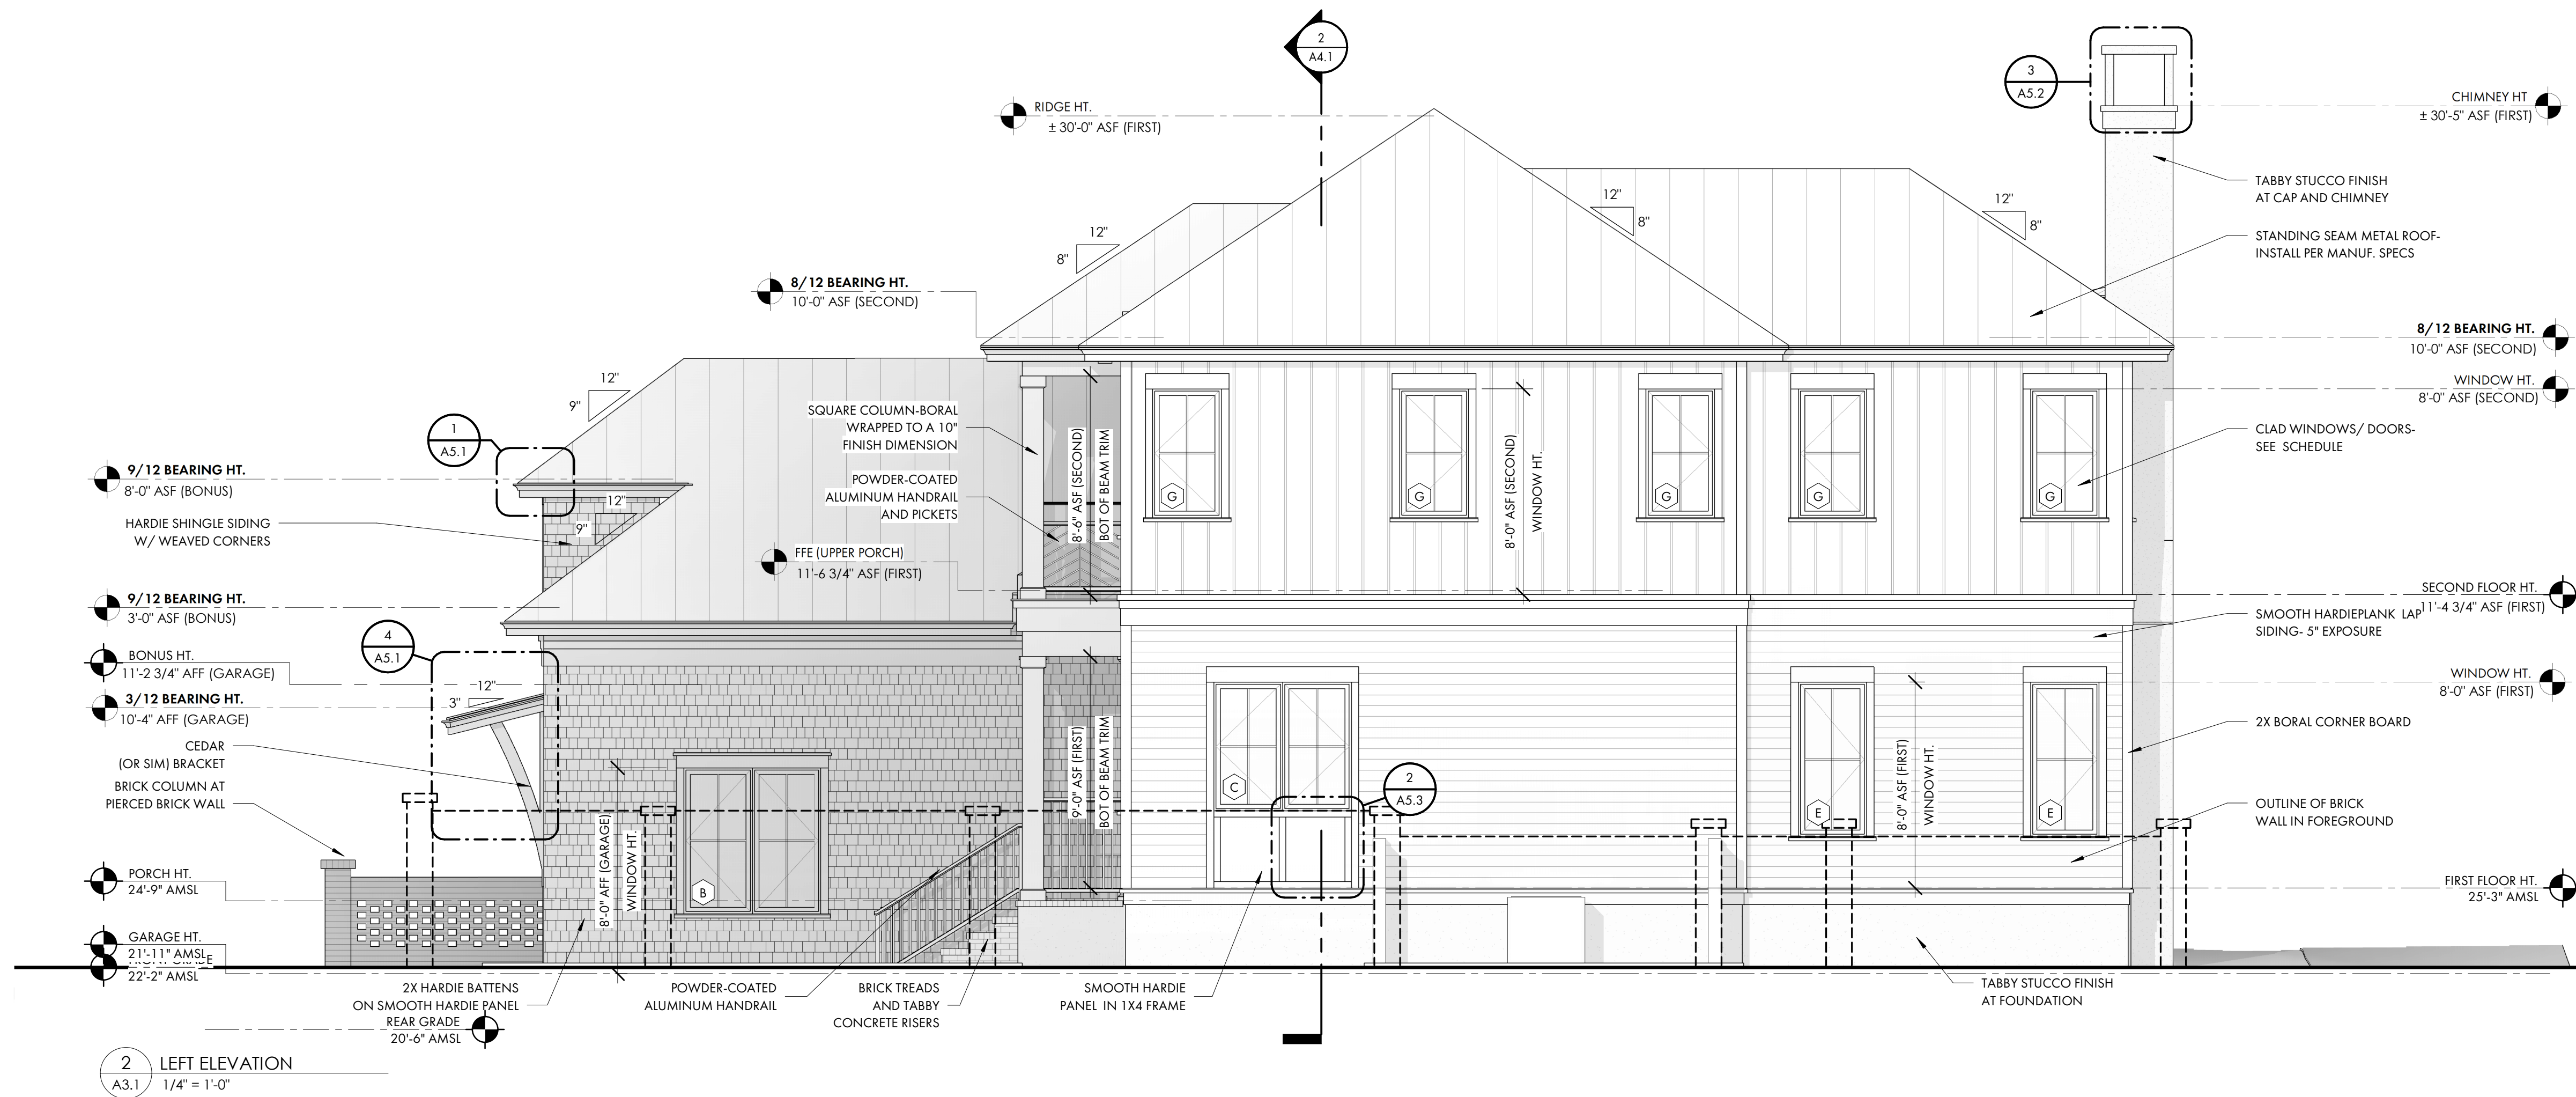 2
A4.1
3
A5.2
RIDGE HT.
± 30'-0" ASF (FIRST)
CHIMNEY HT
± 30'-5" ASF (FIRST)
TABBY STUCCO FINISH
AT CAP AND CHIMNEY
12"
8"
12"
8"
12"
8"
STANDING SEAM METAL ROOF-
INSTALL PER MANUF. SPECS
8/12 BEARING HT.
10'-0" ASF (SECOND)
8/12 BEARING HT.
10'-0" ASF (SECOND)
WINDOW HT.
8'-0" ASF (SECOND)
12"
9"
SQUARE COLUMN-BORAL
WRAPPED TO A 10"
FINISH DIMENSION
1
A5.1
CLAD WINDOWS/ DOORS-
SEE SCHEDULE
9/12 BEARING HT.
8'-0" ASF (BONUS)
POWDER-COATED
ALUMINUM HANDRAIL
AND PICKETS
8'-6" ASF (SECOND)
BOT OF BEAM TRIM
8'-0" ASF (SECOND)
WINDOW HT.
G
G
G
G
G
12"
9"
HARDIE SHINGLE SIDING
W/ WEAVED CORNERS
FFE (UPPER PORCH)
11'-6 3/4" ASF (FIRST)
9/12 BEARING HT.
3'-0" ASF (BONUS)
SECOND FLOOR HT.
11'-4 3/4" ASF (FIRST)
SMOOTH HARDIEPLANK LAP
SIDING- 5" EXPOSURE
4
A5.1
BONUS HT.
11'-2 3/4" AFF (GARAGE)
WINDOW HT.
8'-0" ASF (FIRST)
12"
3"
3/12 BEARING HT.
10'-4" AFF (GARAGE)
2X BORAL CORNER BOARD
CEDAR
(OR SIM) BRACKET
BRICK COLUMN AT
PIERCED BRICK WALL
9'-0" ASF (FIRST)
BOT OF BEAM TRIM
C
2
A5.3
8'-0" ASF (FIRST)
WINDOW HT.
E
E
OUTLINE OF BRICK
WALL IN FOREGROUND
8'-0" AFF (GARAGE)
WINDOW HT.
B
PORCH HT.
24'-9" AMSL
FIRST FLOOR HT.
25'-3" AMSL
GARAGE HT.
21'-11" AMSL
FRONT GRADE
22'-2" AMSL
2X HARDIE BATTENS
ON SMOOTH HARDIE PANEL
POWDER-COATED
ALUMINUM HANDRAIL
BRICK TREADS
AND TABBY
CONCRETE RISERS
SMOOTH HARDIE
PANEL IN 1X4 FRAME
TABBY STUCCO FINISH
AT FOUNDATION
REAR GRADE
20'-6" AMSL
2
A3.1
LEFT ELEVATION
1/4" = 1'-0"